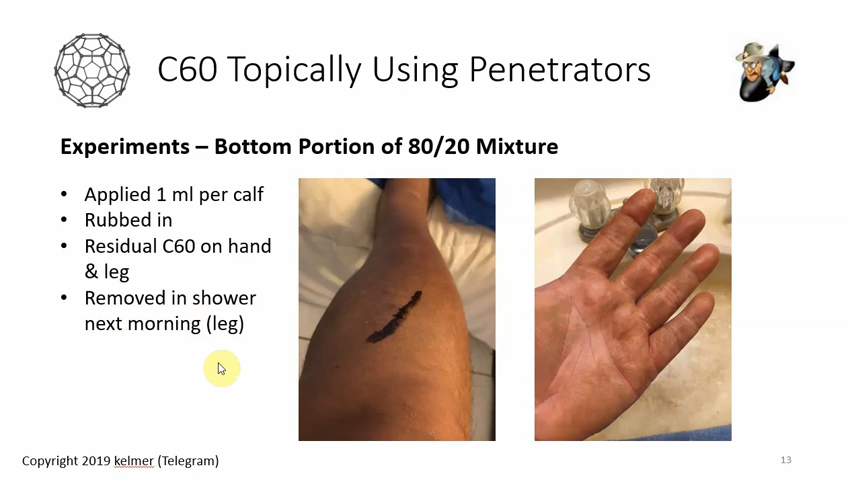 C60 Topically Using Penetrators
Experiments – Bottom Portion of 80/20 Mixture
• Applied 1 ml per calf
• Rubbed in
• Residual C60 on hand
& leg
• Removed in shower
next morning (leg)
Copyright 2019 kelmer (Telegram)
13